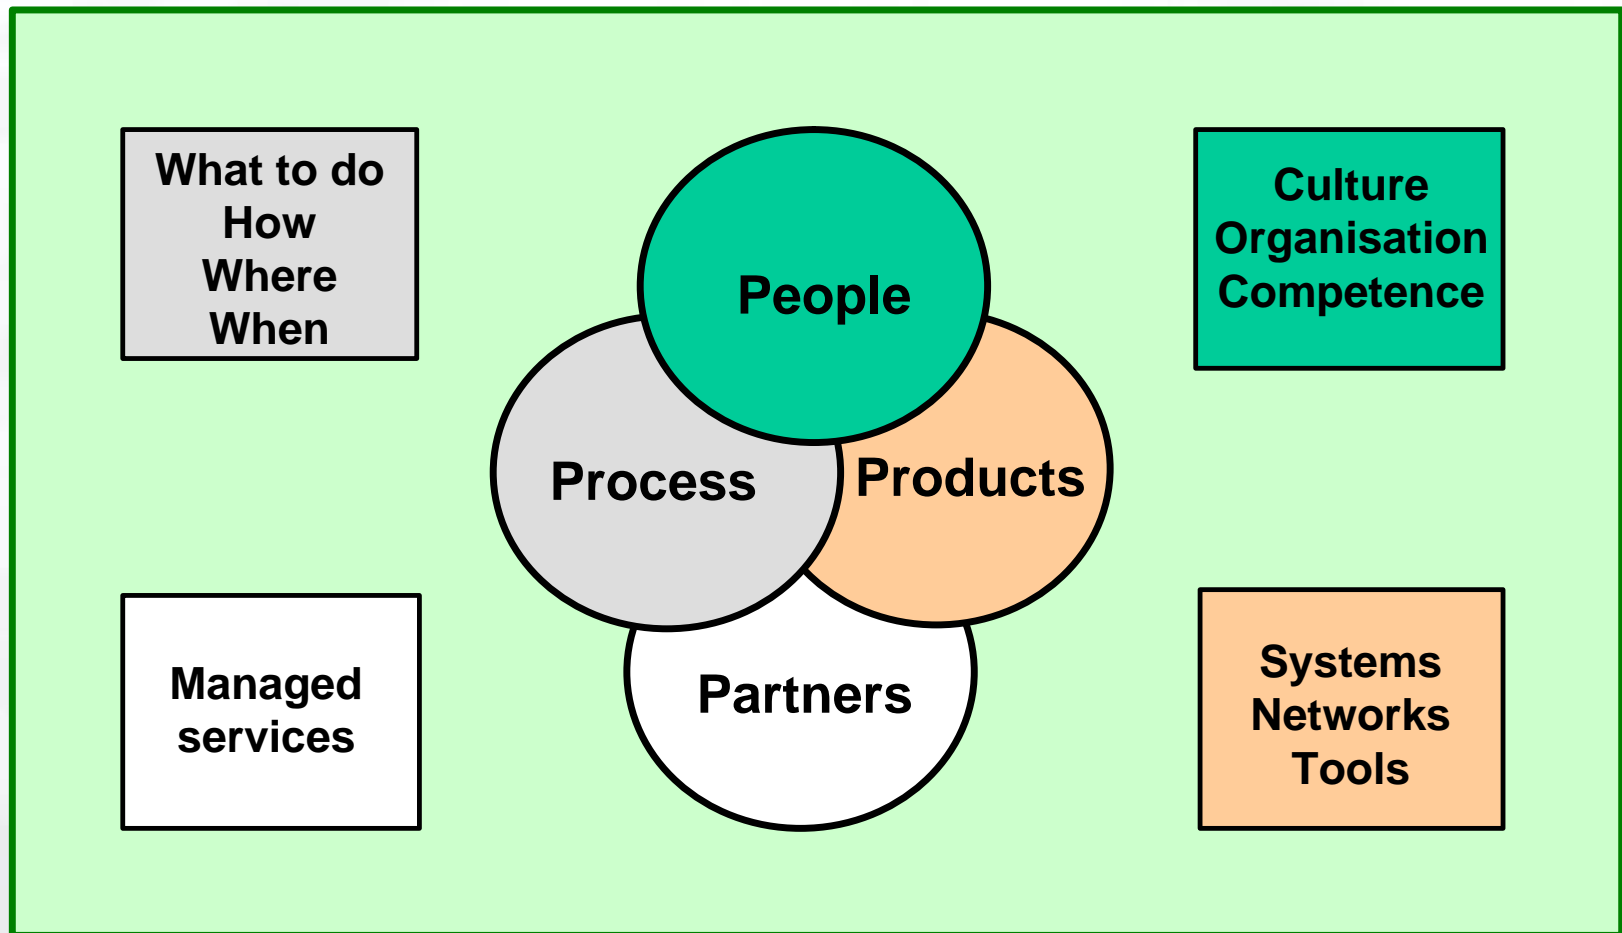 What to do
How
Where
When
People
Culture
Organisation
Competence
Process
Products
Managed
services
Partners
Systems
Networks
Tools